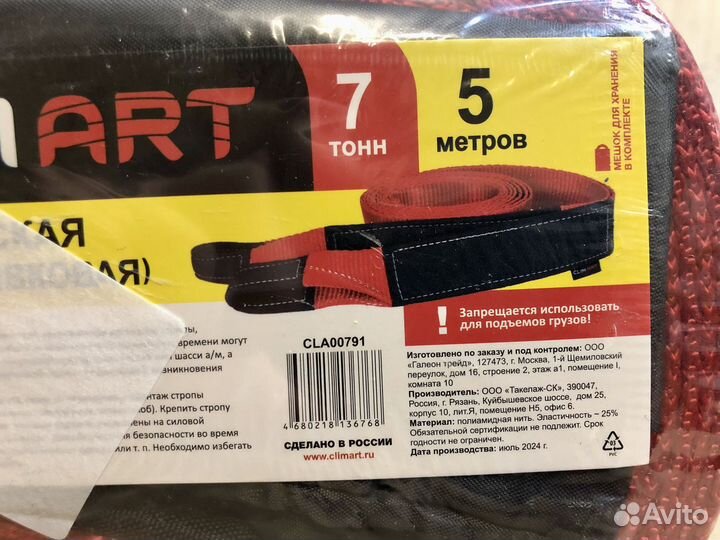 ART
7
тонн
5
метров
МЕШОК ДЛЯ ХРАНЕНИЯ
В КОМПЛЕКТЕ
! Запрещается использовать
для подъемов грузов!
времени могут
шасси а/м, а
никновения
CLA00791
4 680218 136768
СДЕЛАНО В РОССИИ
www.climart.ru
онтаж стропы
об). Крепить стропу
ены на силовой
я безопасности во время
или т. п. Необходимо избегать
Изготовлено по заказу и под контролем: ООО
«Галеон трейд», 127473, г. Москва, 1-й Щемиловский
переулок, дом 16, строение 2, этаж а1, помещение I,
комната 10
Производитель: ООО «Такелаж-СК», 390047,
Россия, г. Рязань, Куйбышевское шоссе, дом 25,
корпус 10, лит.Я, помещение Н5, офис 6.
Материал: полиамидная нить. Эластичность ~ 25%
Обязательной сертификации не подлежит. Срок
годности не ограничен.
Дата производства: июль 2024 г.
03
PVC
Avito